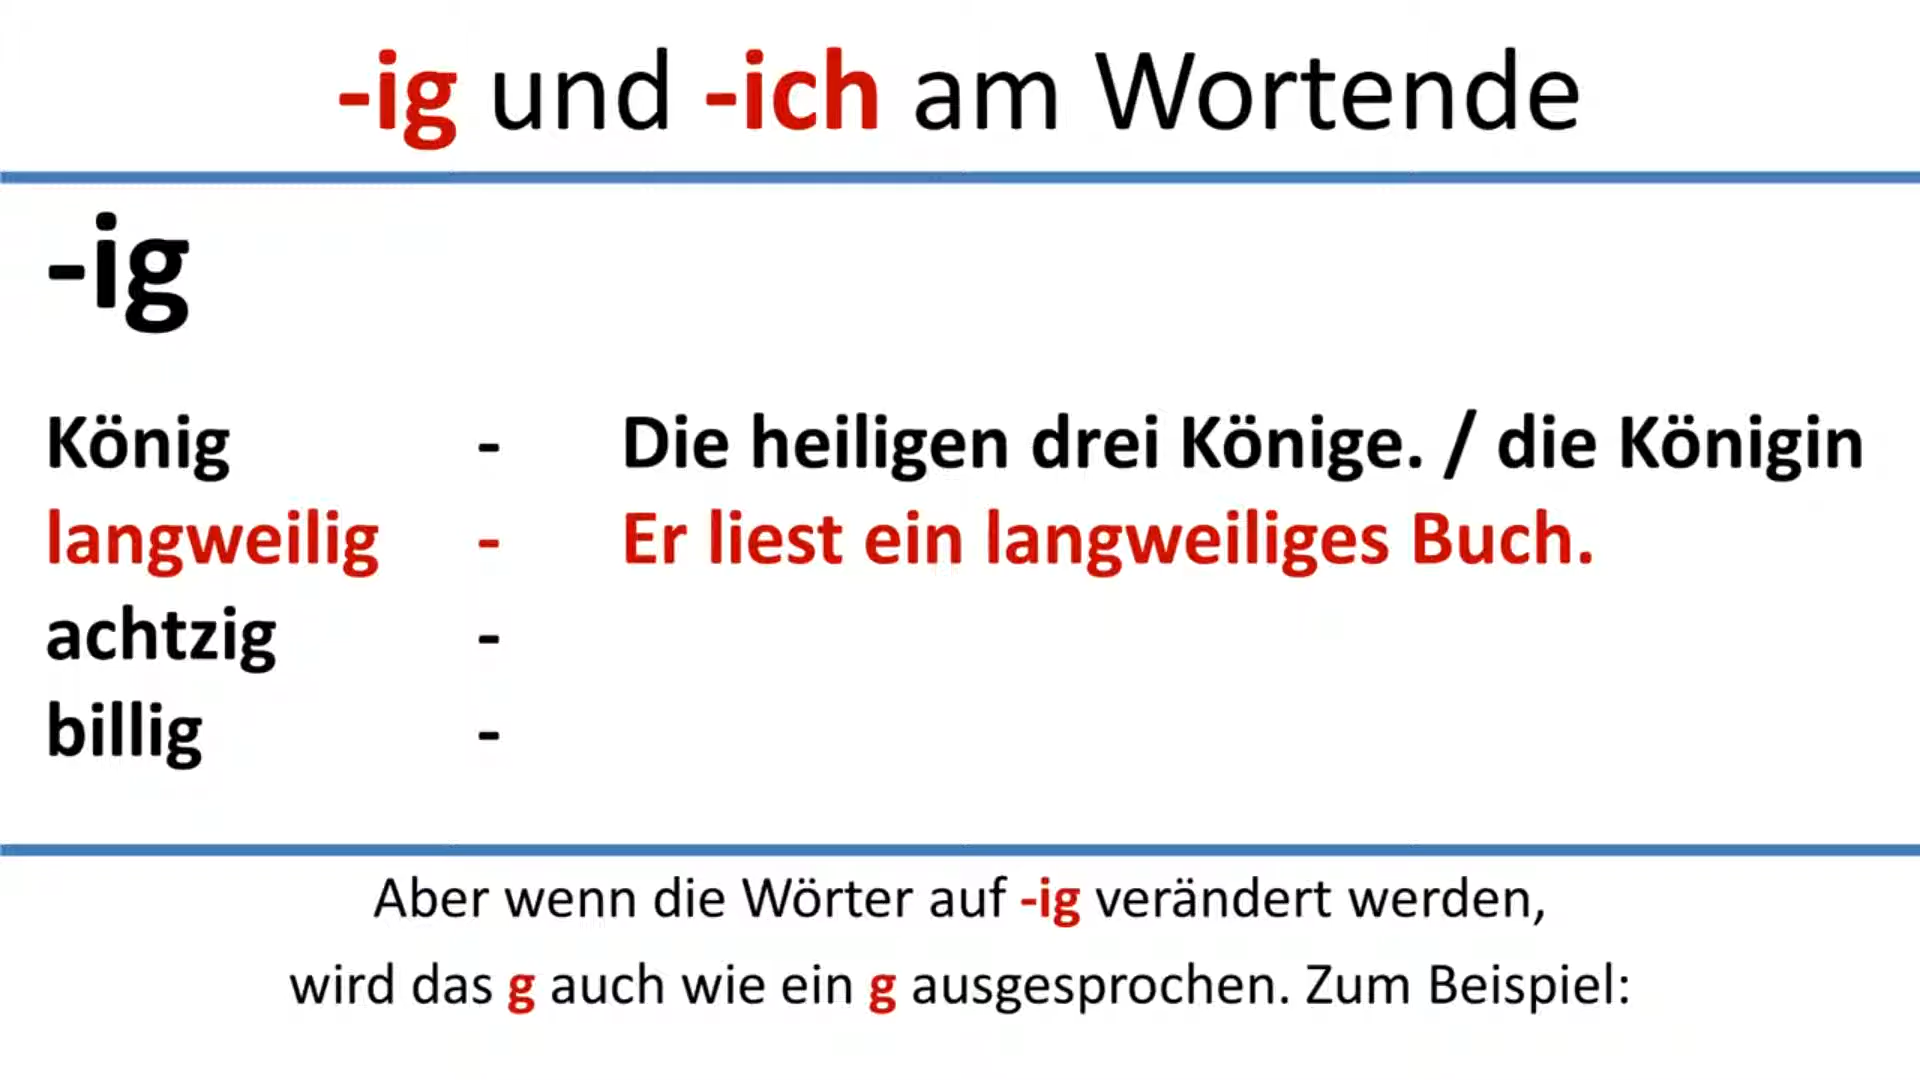 -ig und -ich am Wortende
-ig
König - Die heiligen drei Könige. / die Königin
langweilig - Er liest ein langweiliges Buch.
achtzig -
billig -
Aber wenn die Wörter auf -ig verändert werden,
wird das g auch wie ein g ausgesprochen. Zum Beispiel: